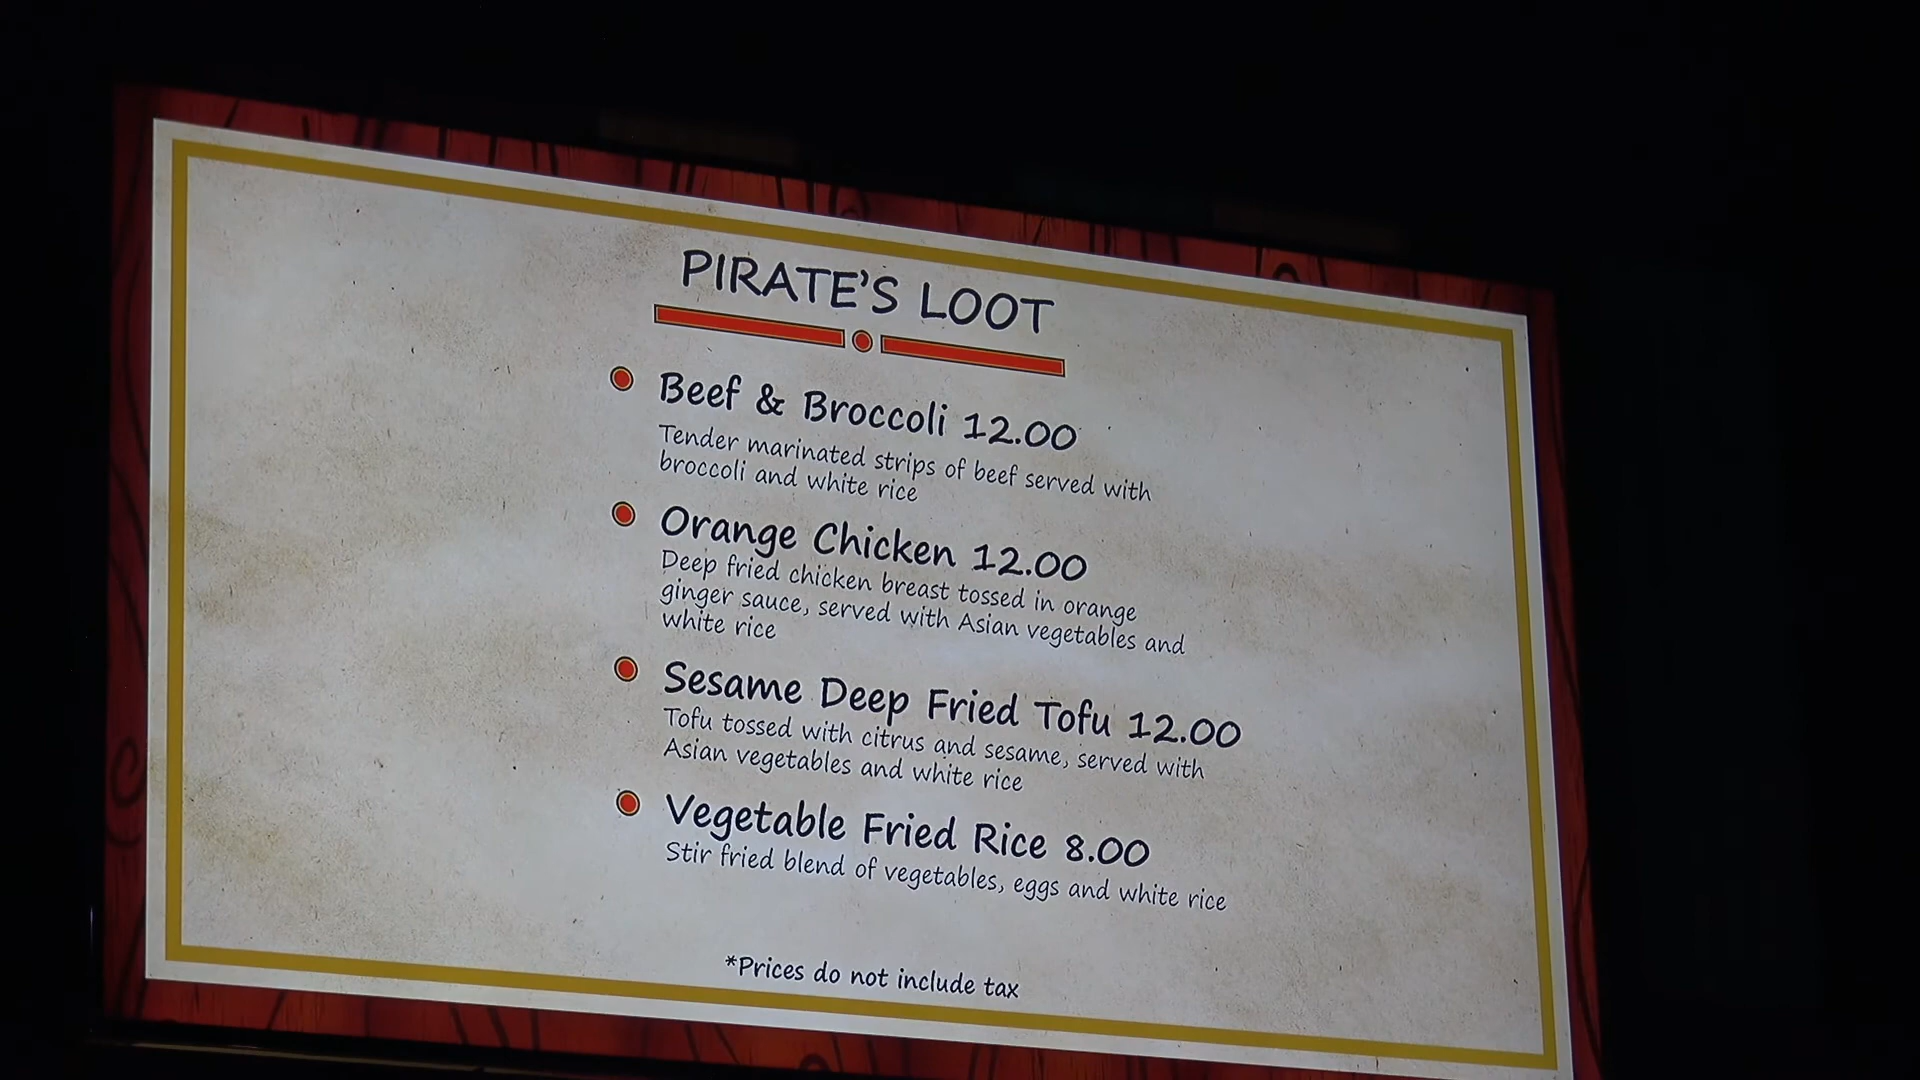 PIRATE'S LOOT
Beef & Broccoli 12.00
Tender marinated strips of beef served with
broccoli and white rice
Orange Chicken 12.00
Deep fried chicken breast tossed in orange
ginger sauce, served with Asian vegetables and
white rice
Sesame Deep Fried Tofu 12.00
Tofu tossed with citrus and sesame, served with
Asian vegetables and white rice
Vegetable Fried Rice 8.00
Stir fried blend of vegetables, eggs and white rice
*Prices do not include tax